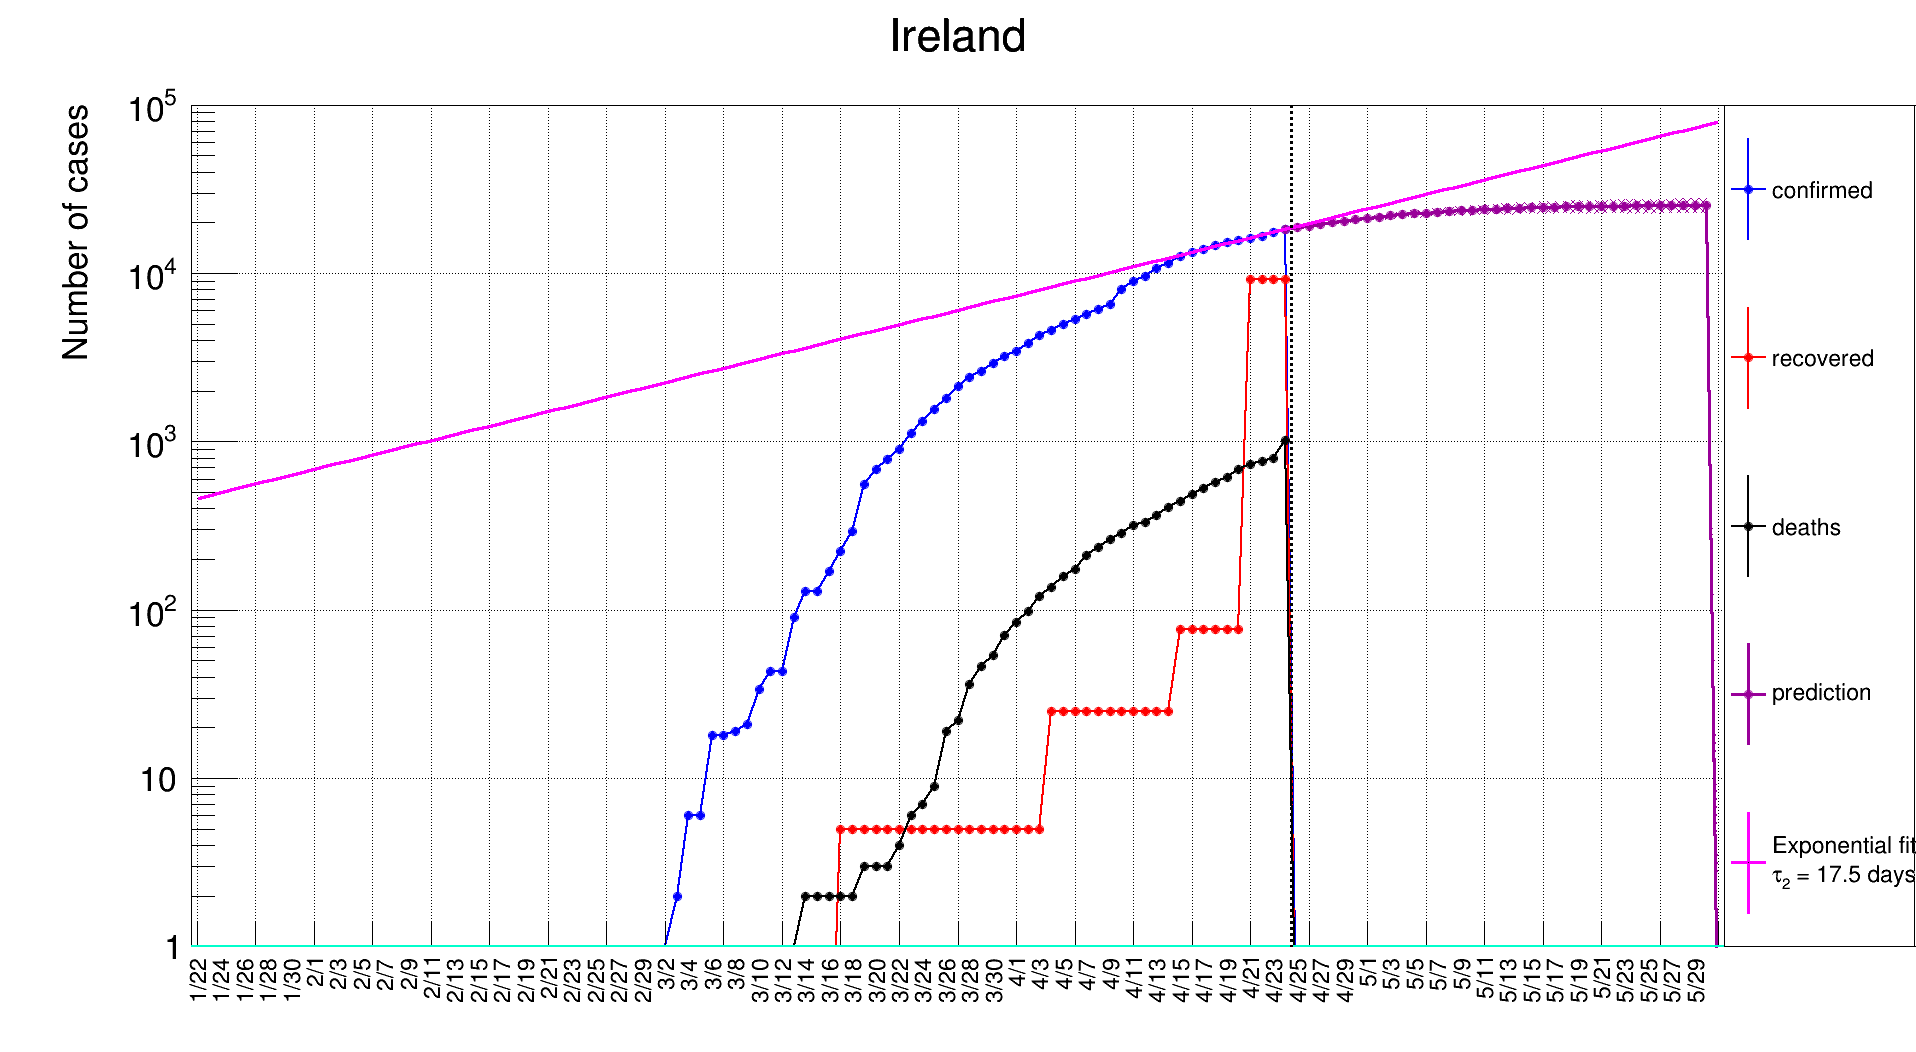 Ireland
Number of cases
10^5
10^4
10^3
10^2
10
1
1/22 1/24 1/26 1/28 1/30 2/1 2/3 2/5 2/7 2/9 2/11 2/13 2/15 2/17 2/19 2/21 2/23 2/25 2/27 2/29 3/2 3/4 3/6 3/8 3/10 3/12 3/14 3/16 3/18 3/20 3/22 3/24 3/26 3/28 3/30 4/1 4/3 4/5 4/7 4/9 4/11 4/13 4/15 4/17 4/19 4/21 4/23 4/25 4/27 4/29 5/1 5/3 5/5 5/7 5/9 5/11 5/13 5/15 5/17 5/19 5/21 5/23 5/25 5/27 5/29
confirmed
recovered
deaths
prediction
Exponential fit
τ2 = 17.5 days